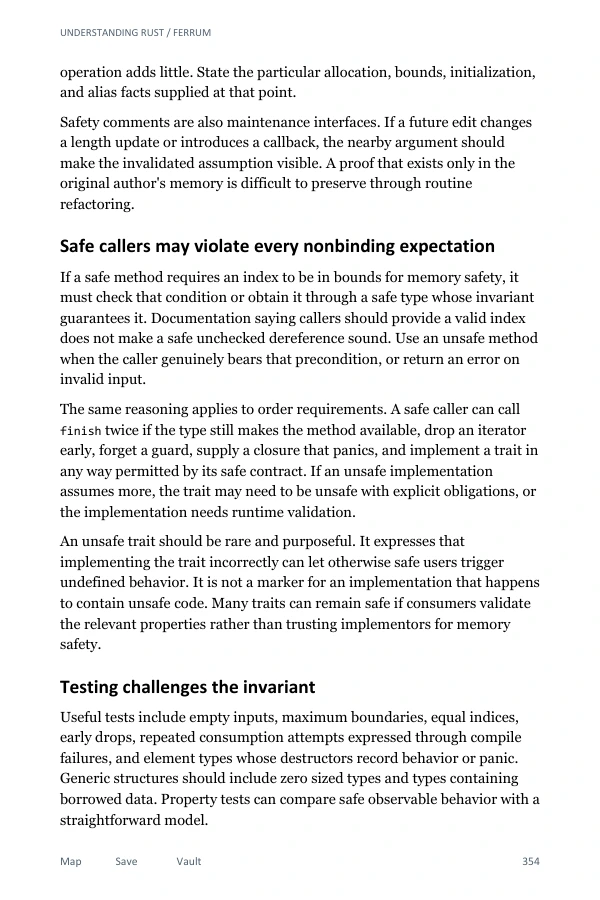 UNDERSTANDING RUST / FERRUM
operation adds little. State the particular allocation, bounds, initialization,
and alias facts supplied at that point.
Safety comments are also maintenance interfaces. If a future edit changes
a length update or introduces a callback, the nearby argument should
make the invalidated assumption visible. A proof that exists only in the
original author's memory is difficult to preserve through routine
refactoring.
Safe callers may violate every nonbinding expectation
If a safe method requires an index to be in bounds for memory safety, it
must check that condition or obtain it through a safe type whose invariant
guarantees it. Documentation saying callers should provide a valid index
does not make a safe unchecked dereference sound. Use an unsafe method
when the caller genuinely bears that precondition, or return an error on
invalid input.
The same reasoning applies to order requirements. A safe caller can call
finish twice if the type still makes the method available, drop an iterator
early, forget a guard, supply a closure that panics, and implement a trait in
any way permitted by its safe contract. If an unsafe implementation
assumes more, the trait may need to be unsafe with explicit obligations, or
the implementation needs runtime validation.
An unsafe trait should be rare and purposeful. It expresses that
implementing the trait incorrectly can let otherwise safe users trigger
undefined behavior. It is not a marker for an implementation that happens
to contain unsafe code. Many traits can remain safe if consumers validate
the relevant properties rather than trusting implementors for memory
safety.
Testing challenges the invariant
Useful tests include empty inputs, maximum boundaries, equal indices,
early drops, repeated consumption attempts expressed through compile
failures, and element types whose destructors record behavior or panic.
Generic structures should include zero sized types and types containing
borrowed data. Property tests can compare safe observable behavior with a
straightforward model.
Map Save Vault 354